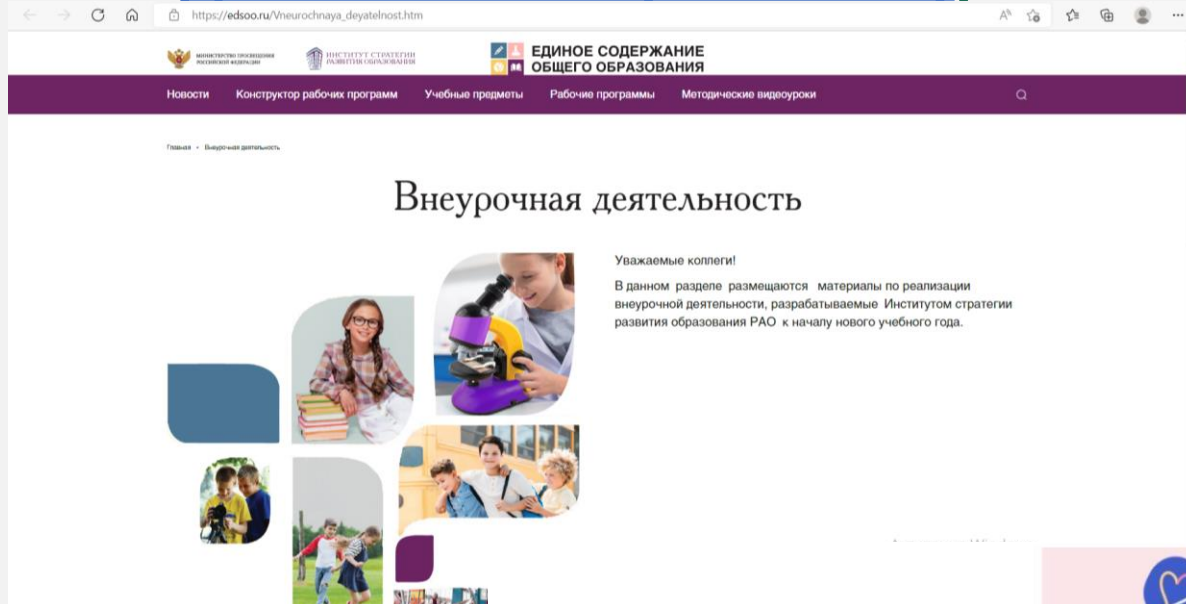 https://edsoo.ru/Vneurochnaya_deyatelnost.htm
МИНИСТЕРСТВО ПРОСВЕЩЕНИЯ
РОССИЙСКОЙ ФЕДЕРАЦИИ
ИНСТИТУТ СТРАТЕГИИ
РАЗВИТИЯ ОБРАЗОВАНИЯ
ЕДИНОЕ СОДЕРЖАНИЕ
ОБЩЕГО ОБРАЗОВАНИЯ
Новости Конструктор рабочих программ Учебные предметы Рабочие программы Методические видеоуроки
Главная • Внеурочная деятельность
Внеурочная деятельность
Уважаемые коллеги!
В данном раздел размещаются материалы по реализации
внеурочной деятельности, разрабатываемые Институтом стратегии
развития образования РАО к началу нового учебного года.